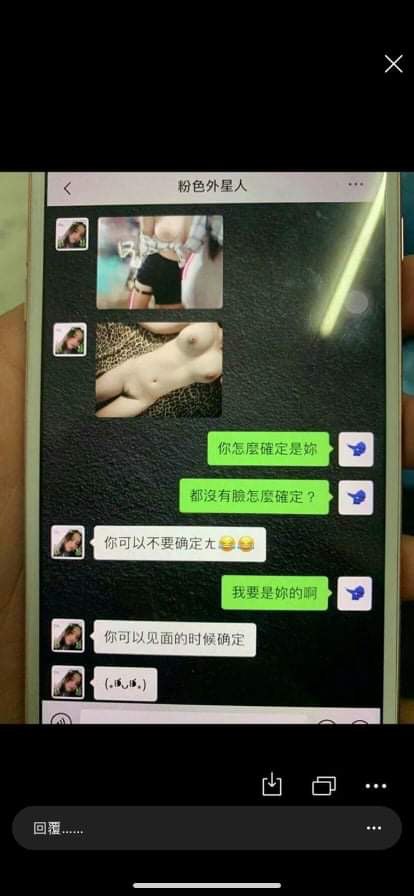 粉色外星人
你怎麼確定是妳
都沒有臉怎麼確定？
你可以不要确定ㄤ😂😂
我要是妳的啊
你可以见面的时候确定
回覆......